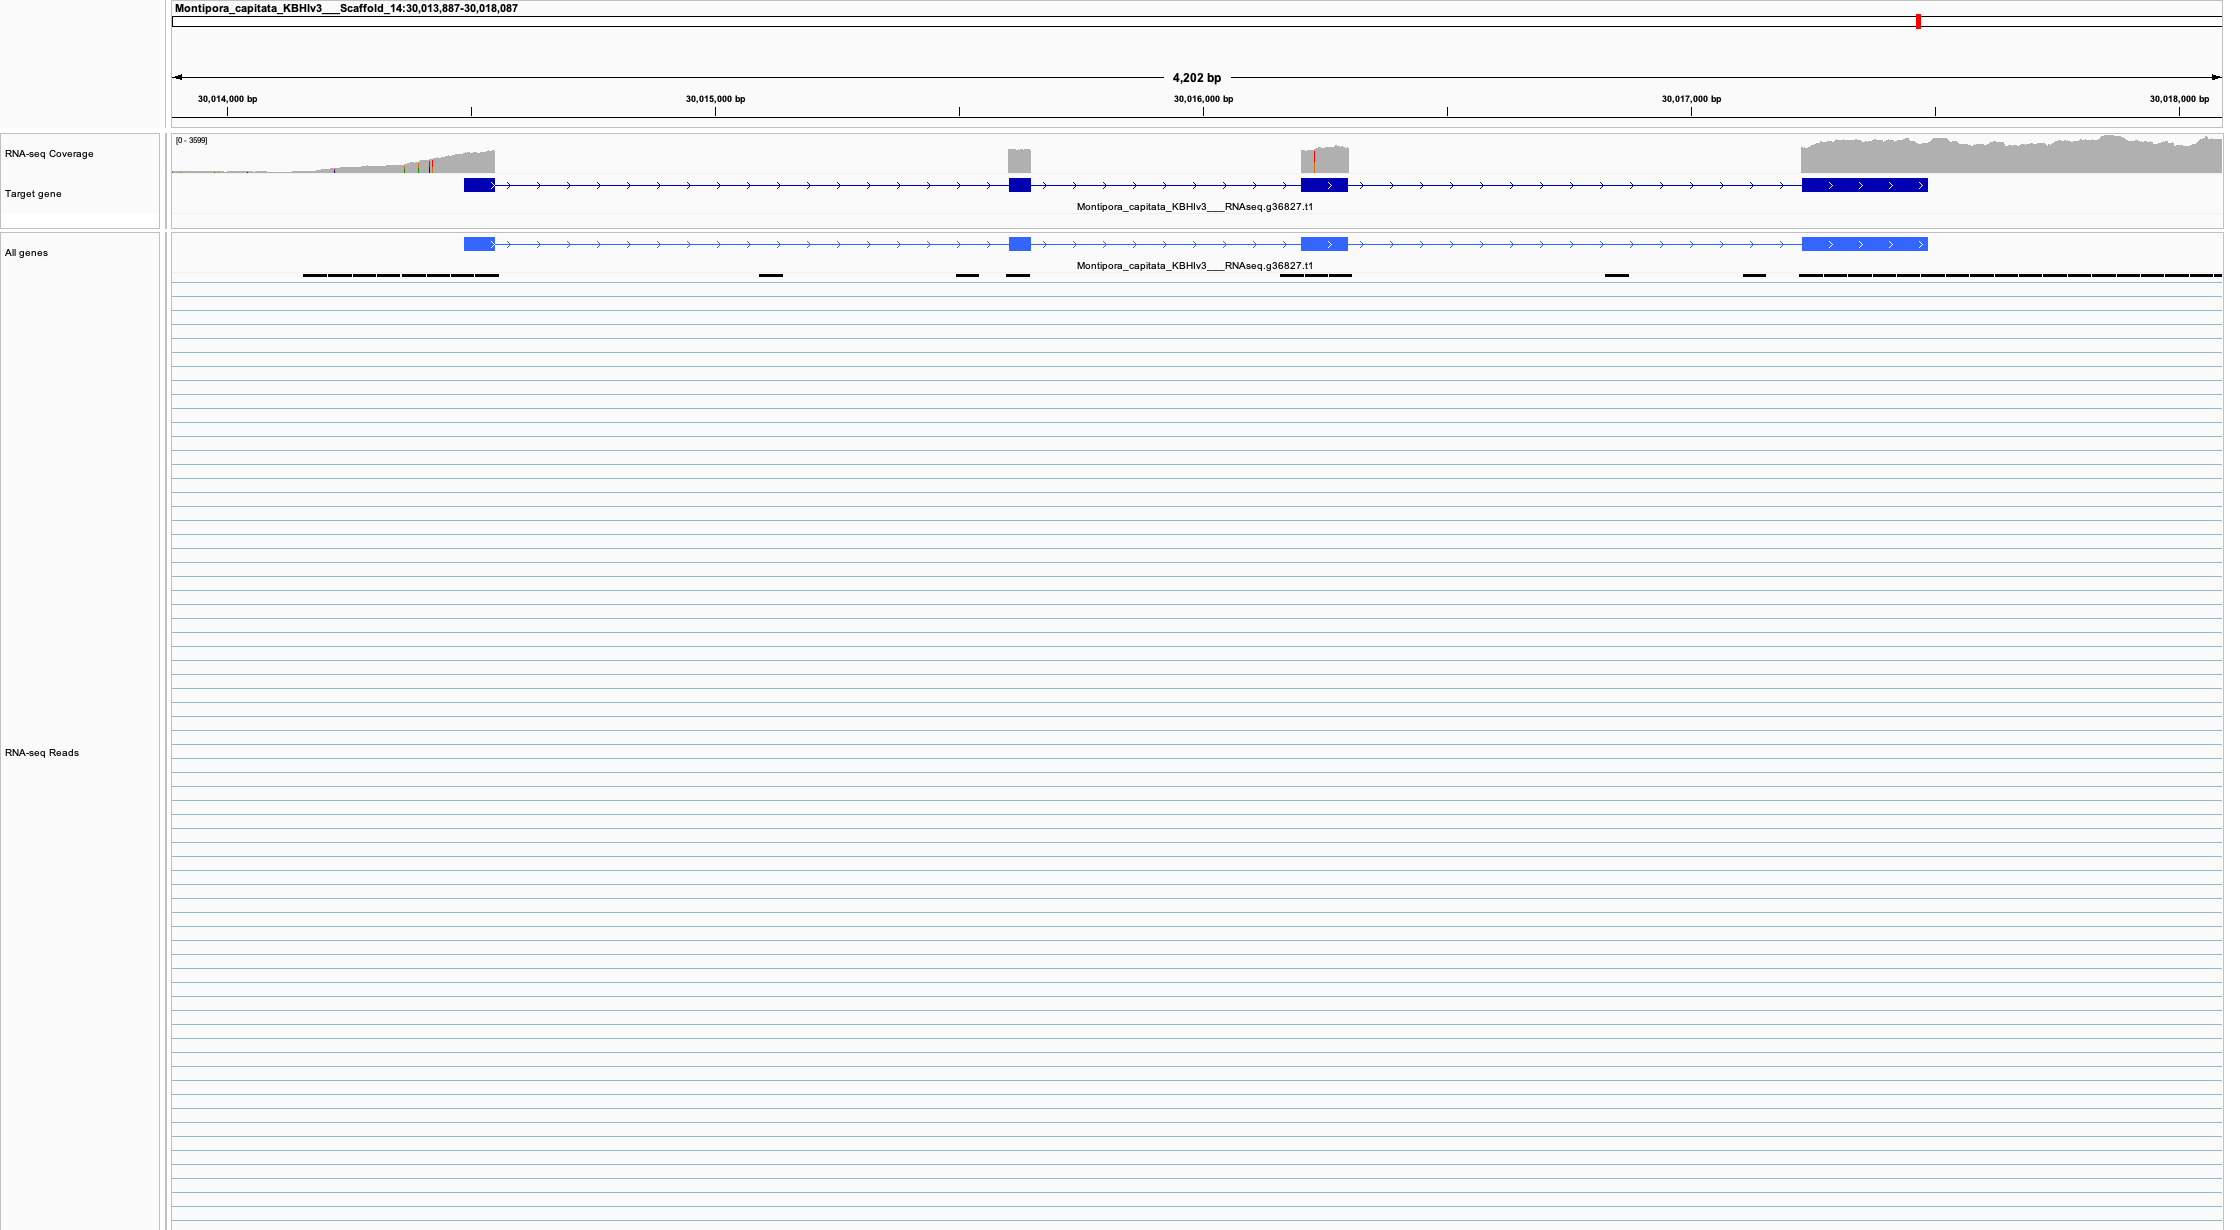 Montipora_capitata_KBHIv3___Scaffold_14:30,013,887-30,018,087
4,202 bp
30,014,000 bp 30,015,000 bp 30,016,000 bp 30,017,000 bp 30,018,000 bp
RNA-seq Coverage
[0 - 3599]
Target gene
Montipora_capitata_KBHIv3___RNAseq.g36827.t1
All genes
Montipora_capitata_KBHIv3___RNAseq.g36827.t1
RNA-seq Reads